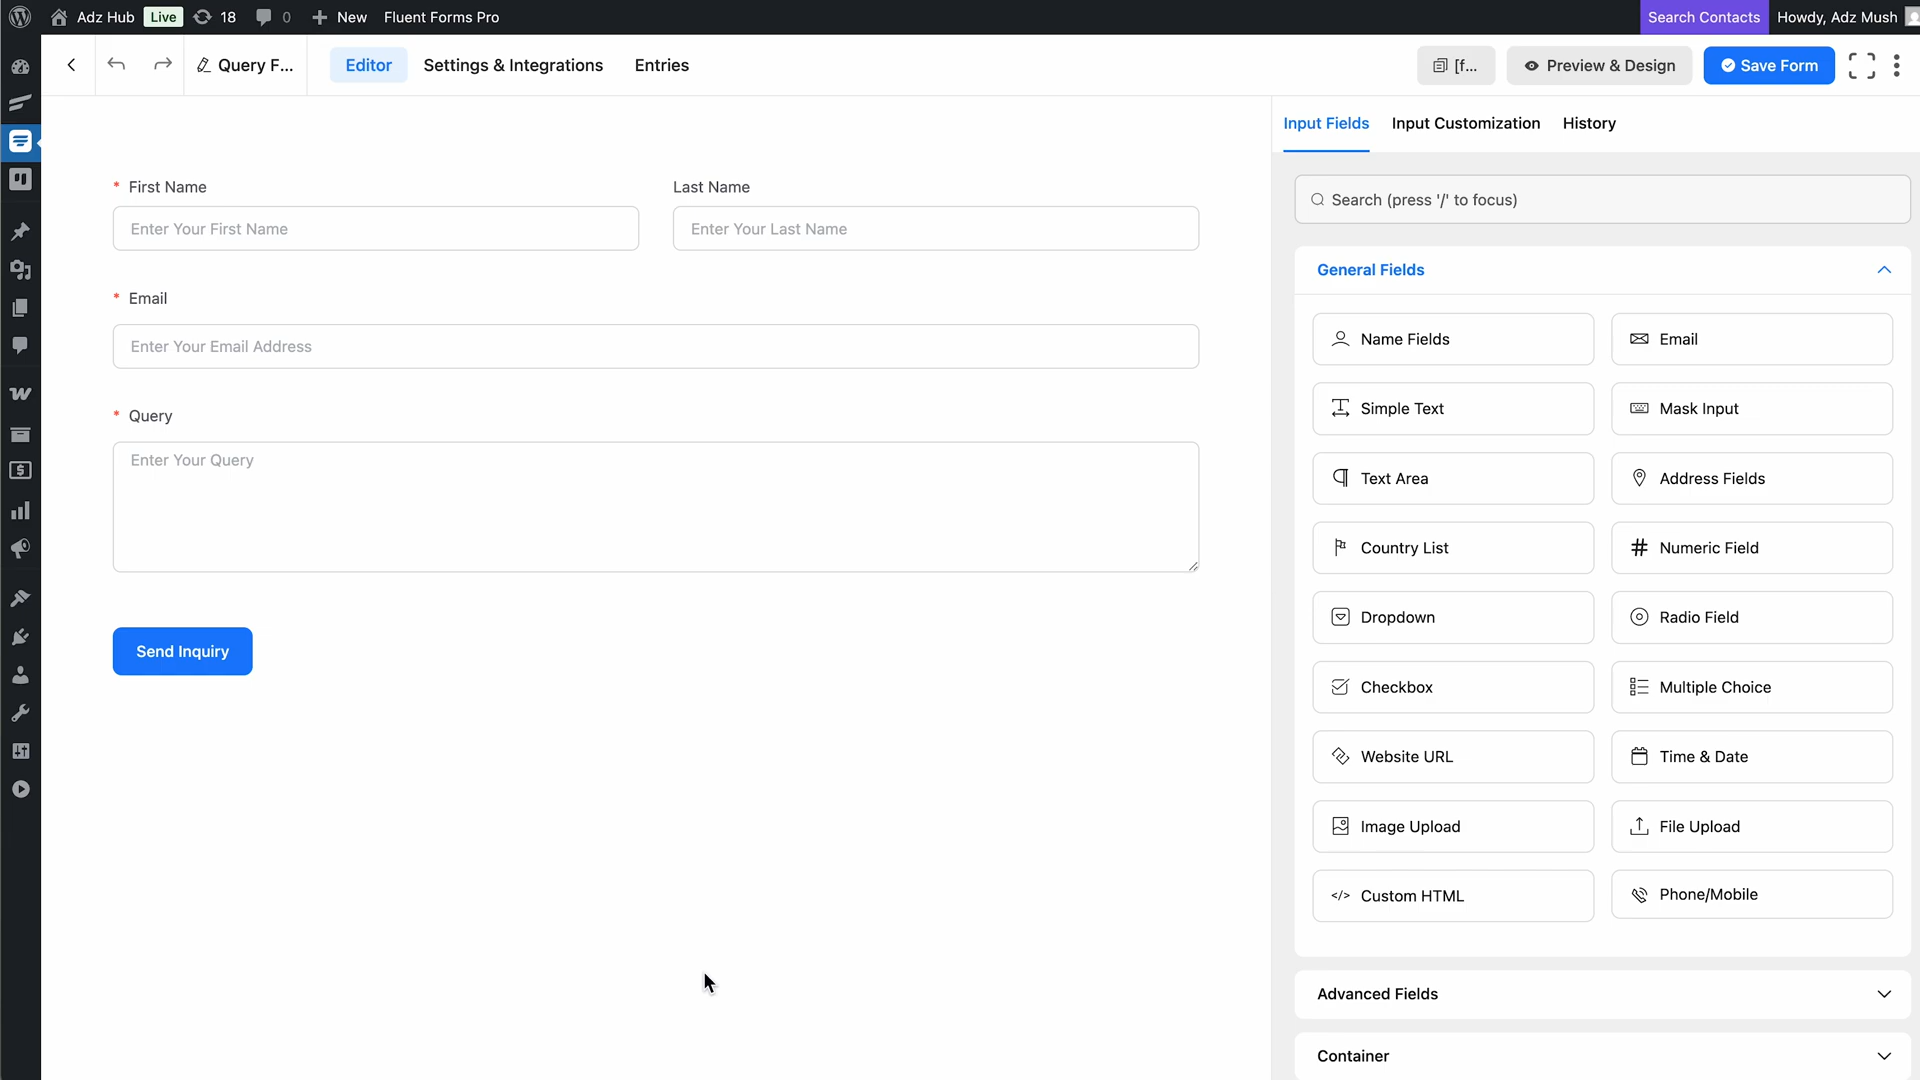 Adz Hub Live 18 0 New Fluent Forms Pro Search Contacts Howdy, Adz Mush
Query F... Editor Settings & Integrations Entries [f... Preview & Design Save Form
Input Fields Input Customization History
* First Name
Enter Your First Name
Last Name
Enter Your Last Name
* Email
Enter Your Email Address
* Query
Enter Your Query
Send Inquiry
Search (press '/' to focus)
General Fields
Name Fields
Email
Simple Text
Mask Input
Text Area
Address Fields
Country List
Numeric Field
Dropdown
Radio Field
Checkbox
Multiple Choice
Website URL
Time & Date
Image Upload
File Upload
Custom HTML
Phone/Mobile
Advanced Fields
Container